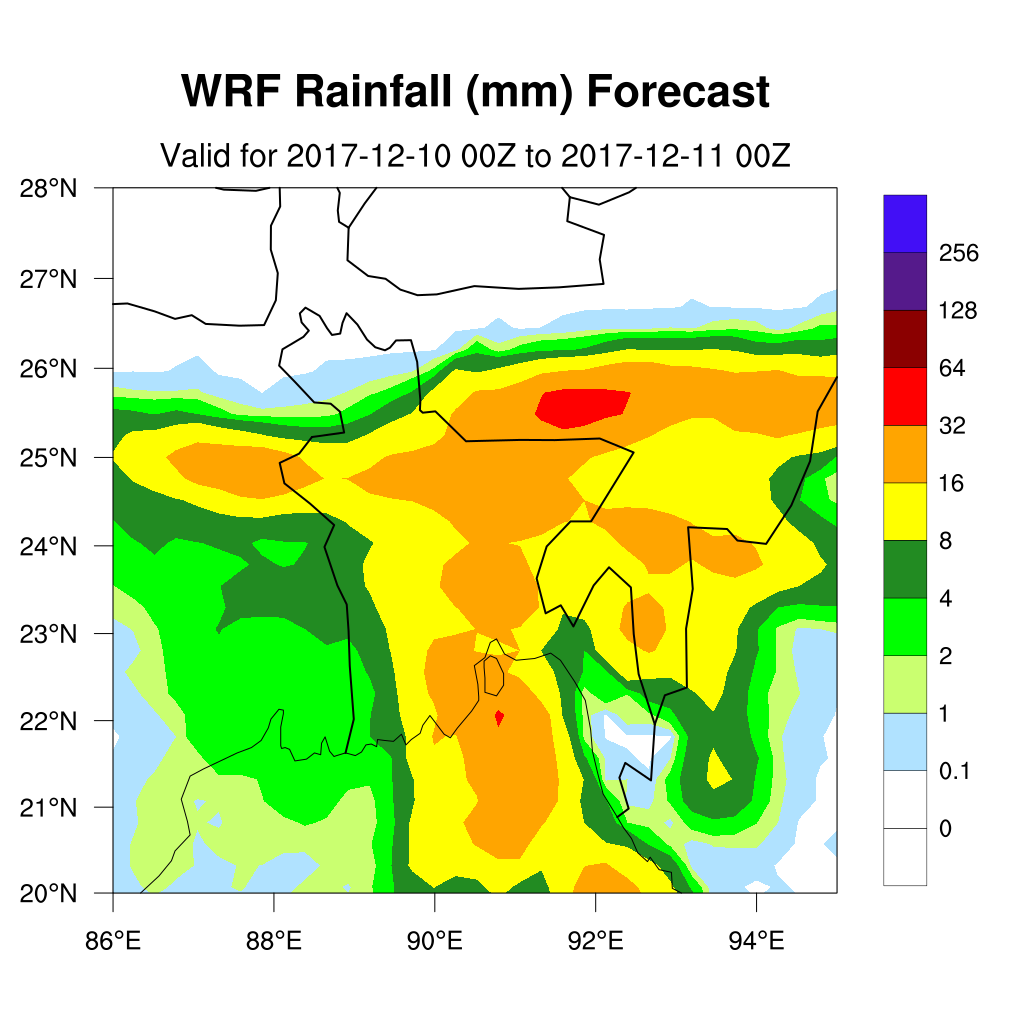 WRF Rainfall (mm) Forecast
Valid for 2017-12-10 00Z to 2017-12-11 00Z
28°N
27°N
26°N
25°N
24°N
23°N
22°N
21°N
20°N
86°E
88°E
90°E
92°E
94°E
256
128
64
32
16
8
4
2
1
0.1
0